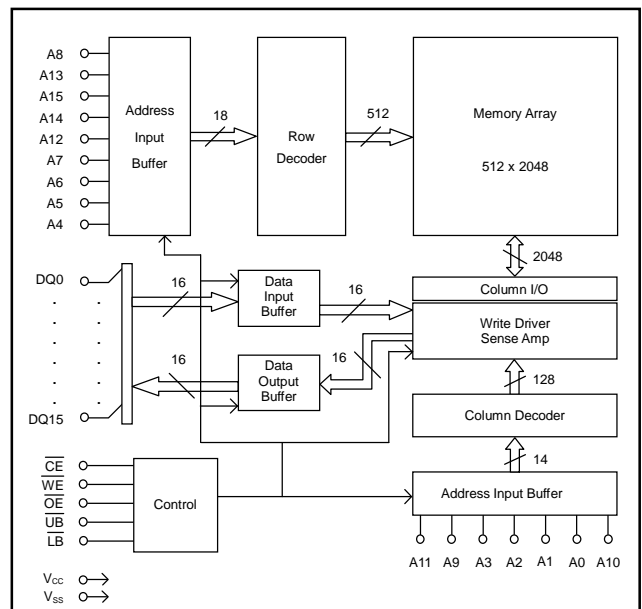 A8
A13
A15
A14
A12
A7
A6
A5
A4
Address
Input
Buffer
18
Row
Decoder
512
Memory Array
512 x 2048
2048
DQ0
.
.
.
.
.
.
.
.
.
.
DQ15
16
Data
Input
Buffer
16
Column I/O
Write Driver
Sense Amp
16
Data
Output
Buffer
16
128
Column Decoder
14
Address Input Buffer
A11 A9 A3 A2 A1 A0 A10
CE
WE
OE
UB
LB
Control
VCC
VSS